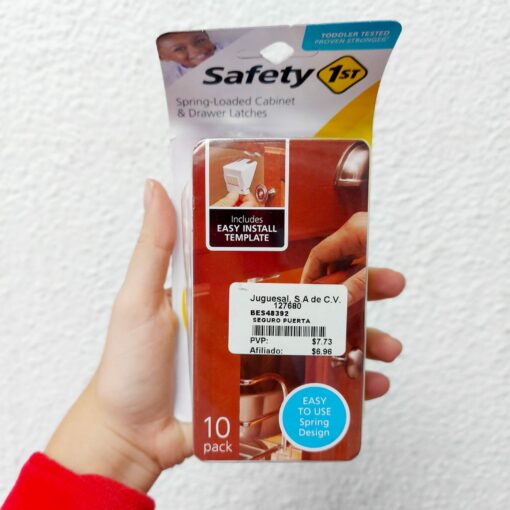 TODDLER TESTED
PROVEN STRONGER
Safety 1ST
Spring-Loaded Cabinet
& Drawer Latches
Includes
EASY INSTALL
TEMPLATE
Juguesal, S.A de C.V.
127680
BES48392
SEGURO PUERTA
PVP: $7.73
Afiliado: $6.96
EASY
TO USE
Spring
Design
10
pack